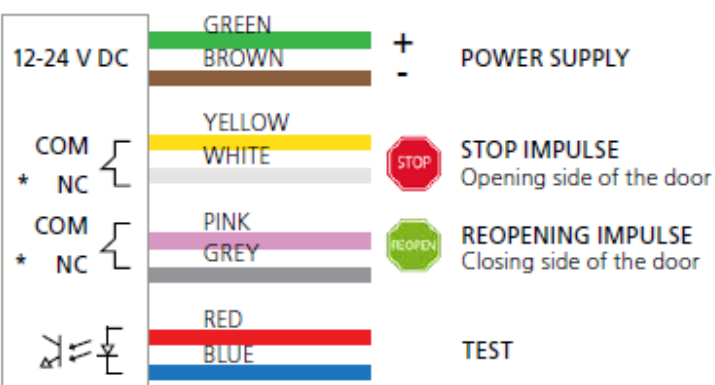 GREEN
12-24 V DC BROWN + - POWER SUPPLY
YELLOW
COM WHITE STOP STOP IMPULSE
* NC Opening side of the door
COM PINK REOPEN REOPENING IMPULSE
* NC GREY Closing side of the door
RED
BLUE TEST